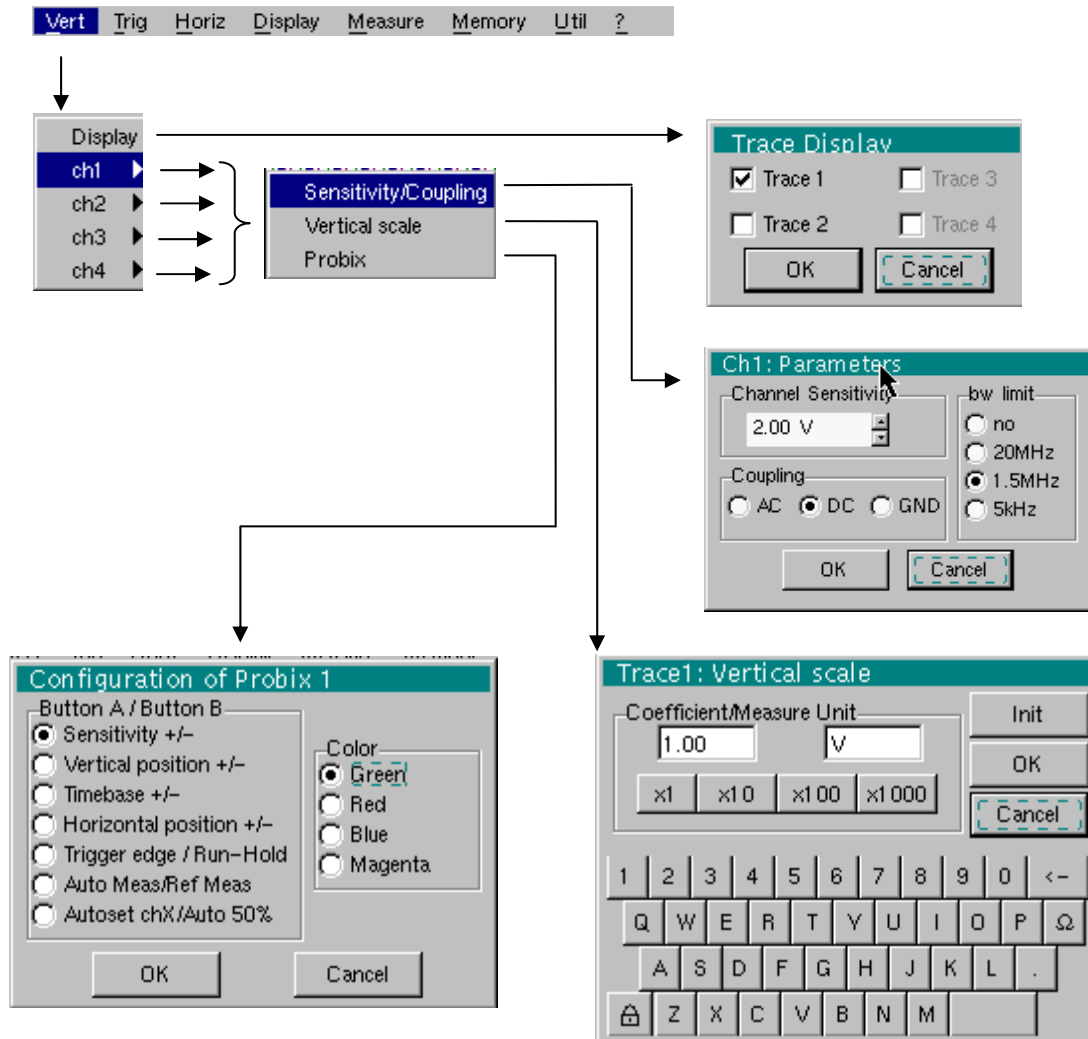 Vert Trig Horiz Display Measure Memory Util ?
Display
ch1
ch2
ch3
ch4
Sensitivity/Coupling
Vertical scale
Probix
Trace Display
Trace 1 Trace 3
Trace 2 Trace 4
OK Cancel
Ch1: Parameters
Channel Sensitivity
2.00 V
Coupling
AC DC GND
bw limit
no
20MHz
1.5MHz
5kHz
OK Cancel
Configuration of Probix 1
Button A / Button B
Sensitivity +/-
Vertical position +/-
Timebase +/-
Horizontal position +/-
Trigger edge / Run-Hold
Auto Meas/Ref Meas
Autoset chX/Auto 50%
Color
Green
Red
Blue
Magenta
OK Cancel
Trace1: Vertical scale
Coefficient/Measure Unit
1.00 V
x1 x10 x100 x1000
Init
OK
Cancel
1 2 3 4 5 6 7 8 9 0 <-
Q W E R T Y U I O P Ω
A S D F G H J K L .
Z X C V B N M